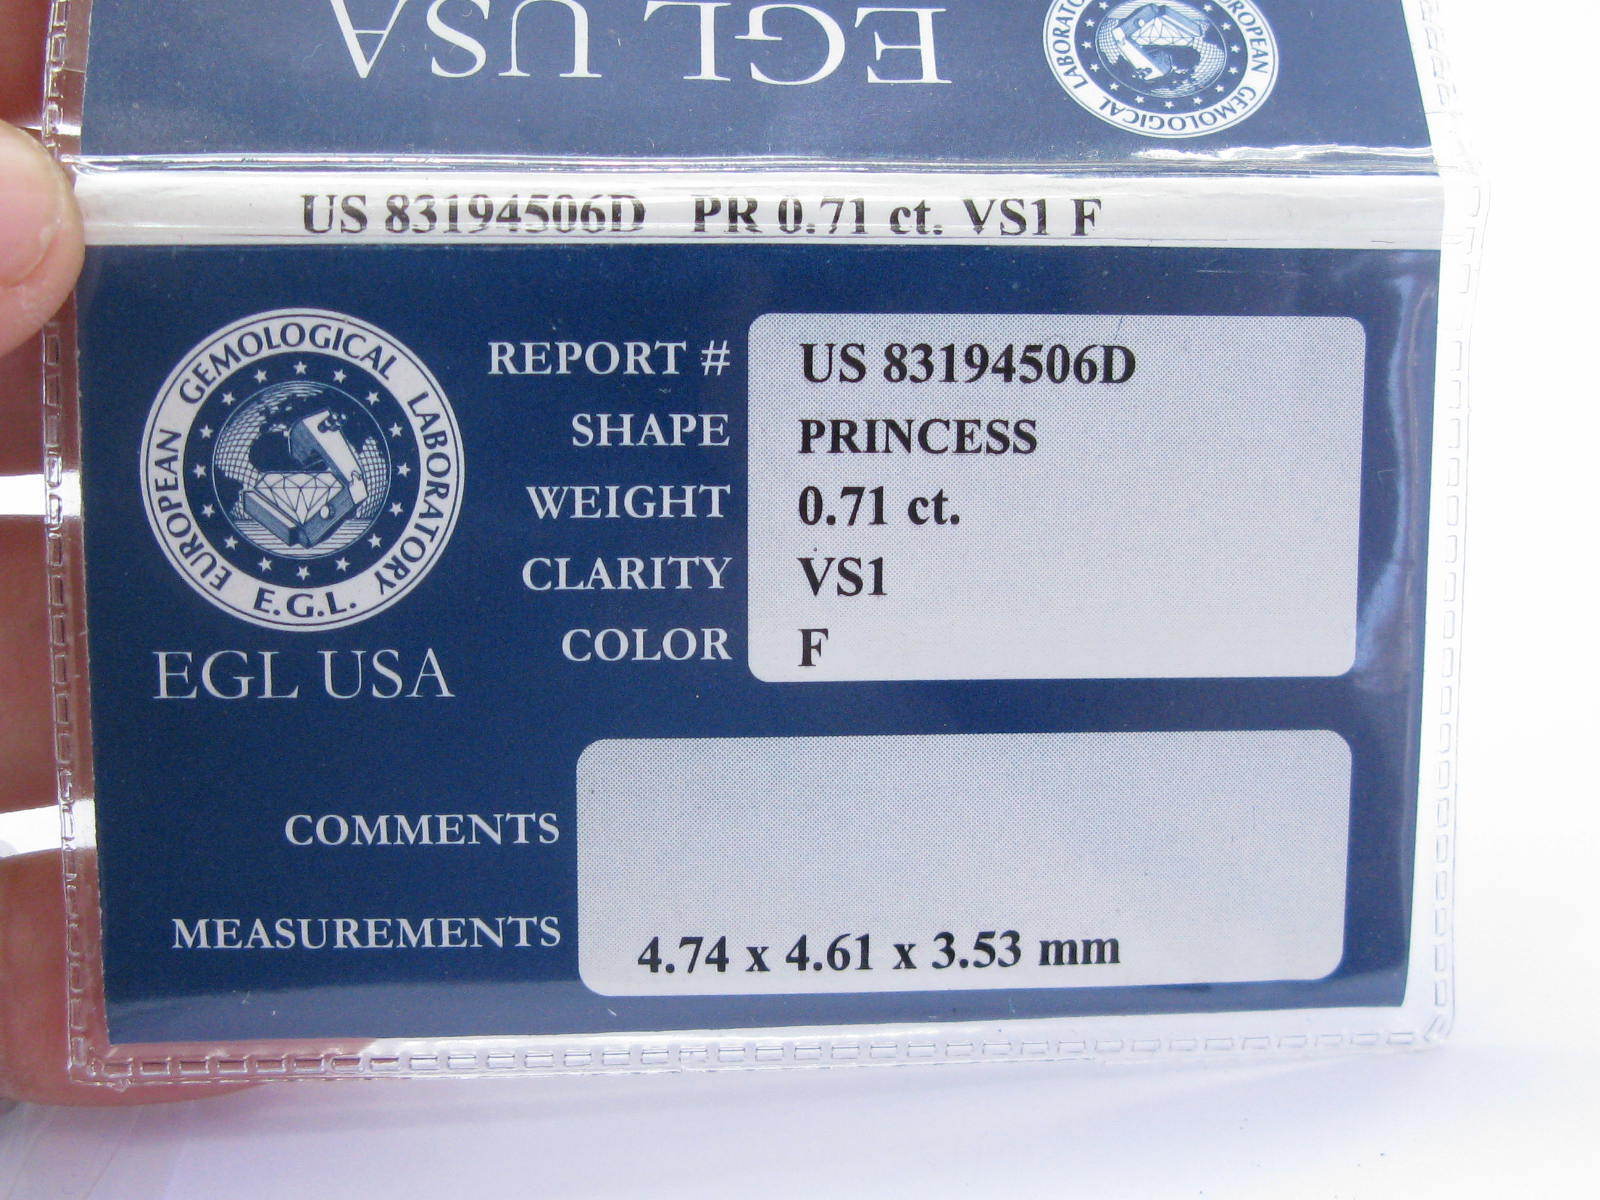 EGL USA
EUROPEAN GEMOLOGICAL LABORATO
US 83194506D PR 0.71 ct. VS1 F
EUROPEAN GEMOLOGICAL LABORATORY
E.G.L.
EGL USA
REPORT # US 83194506D
SHAPE PRINCESS
WEIGHT 0.71 ct.
CLARITY VS1
COLOR F
COMMENTS
MEASUREMENTS 4.74 x 4.61 x 3.53 mm